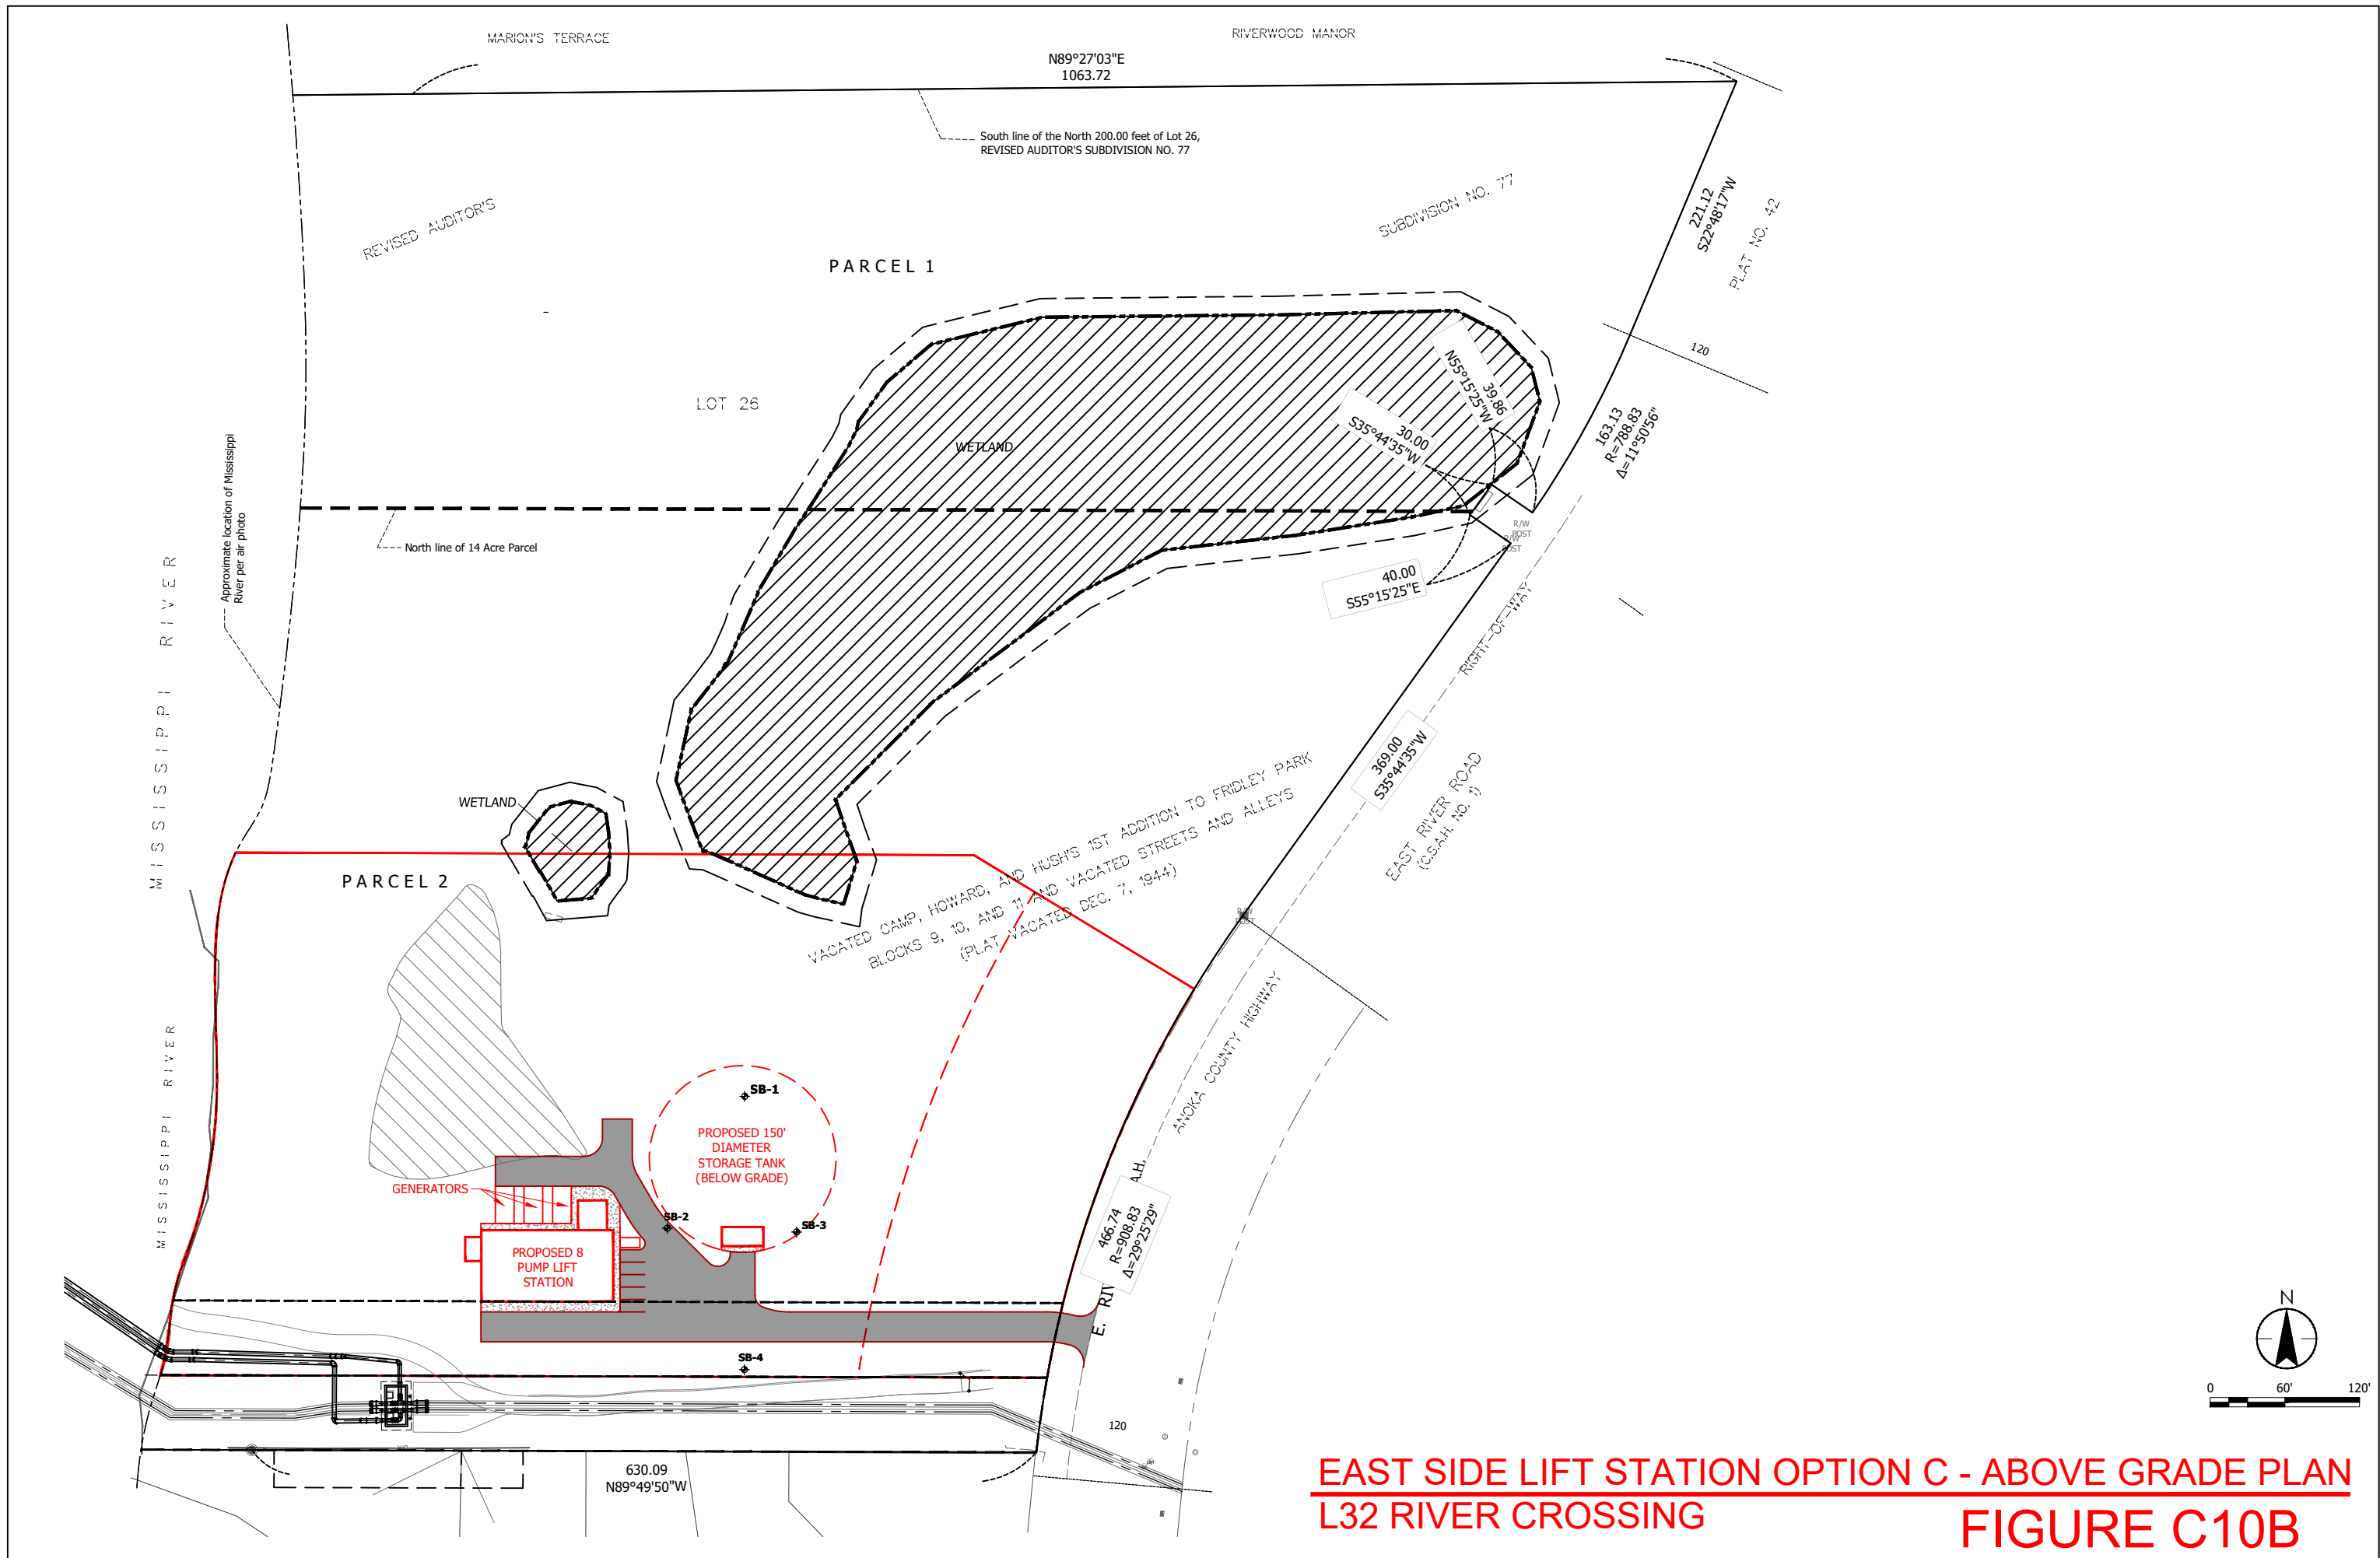 MARION'S TERRACE
RIVERWOOD MANOR
N89°27'03"E
1063.72
South line of the North 200.00 feet of Lot 26,
REVISED AUDITOR'S SUBDIVISION NO. 77
REVISED AUDITOR'S
SUBDIVISION NO. 77
221.12
S22°48'17"W
PLAT NO. 42
PARCEL 1
120
39.86
N55°15'25"W
30.00
S35°44'35"W
163.13
R=788.83
Δ=11°50'56"
LOT 26
WETLAND
Approximate location of Mississippi
River per air photo
North line of 14 Acre Parcel
R/W
POST
R/W
POST
40.00
S55°15'25"E
MISSISSIPPI RIVER
RIGHT-OF-WAY
369.00
S35°44'35"W
EAST RIVER ROAD
(C.S.A.H. NO. 1)
WETLAND
VACATED CAMP, HOWARD, AND HUSH'S 1ST ADDITION TO FRIDLEY PARK
BLOCKS 9, 10, AND 11 AND VACATED STREETS AND ALLEYS
(PLAT VACATED DEC. 7, 1944)
PARCEL 2
R/W
POST
ANOKA COUNTY HIGHWAY
MISSISSIPPI RIVER
SB-1
PROPOSED 150'
DIAMETER
STORAGE TANK
(BELOW GRADE)
GENERATORS
SB-2
SB-3
PROPOSED 8
PUMP LIFT
STATION
A.H.
466.74
R=908.83
Δ=29°25'29"
E. RIV
SB-4
N
0 60' 120'
120
630.09
N89°49'50"W
EAST SIDE LIFT STATION OPTION C - ABOVE GRADE PLAN
L32 RIVER CROSSING
FIGURE C10B